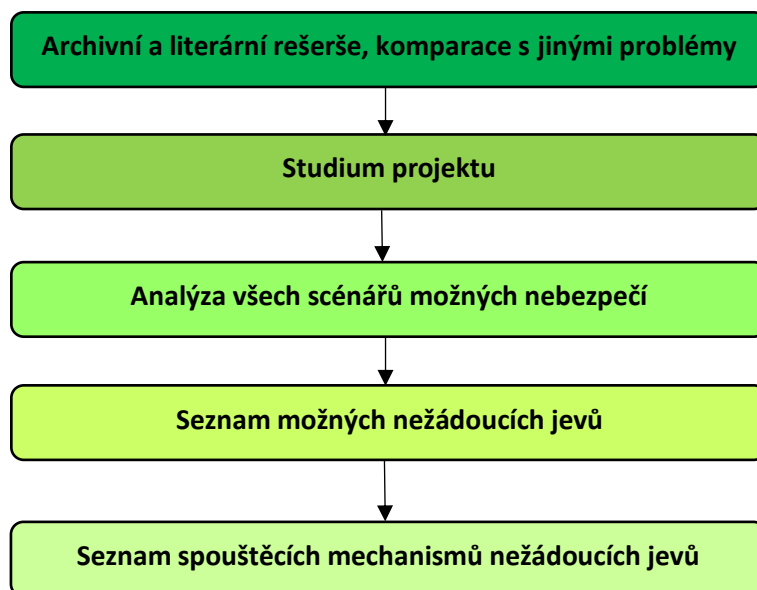 Archivní a literární rešerše, komparace s jinými problémy
Studium projektu
Analýza všech scénářů možných nebezpečí
Seznam možných nežádoucích jevů
Seznam spouštěcích mechanismů nežádoucích jevů